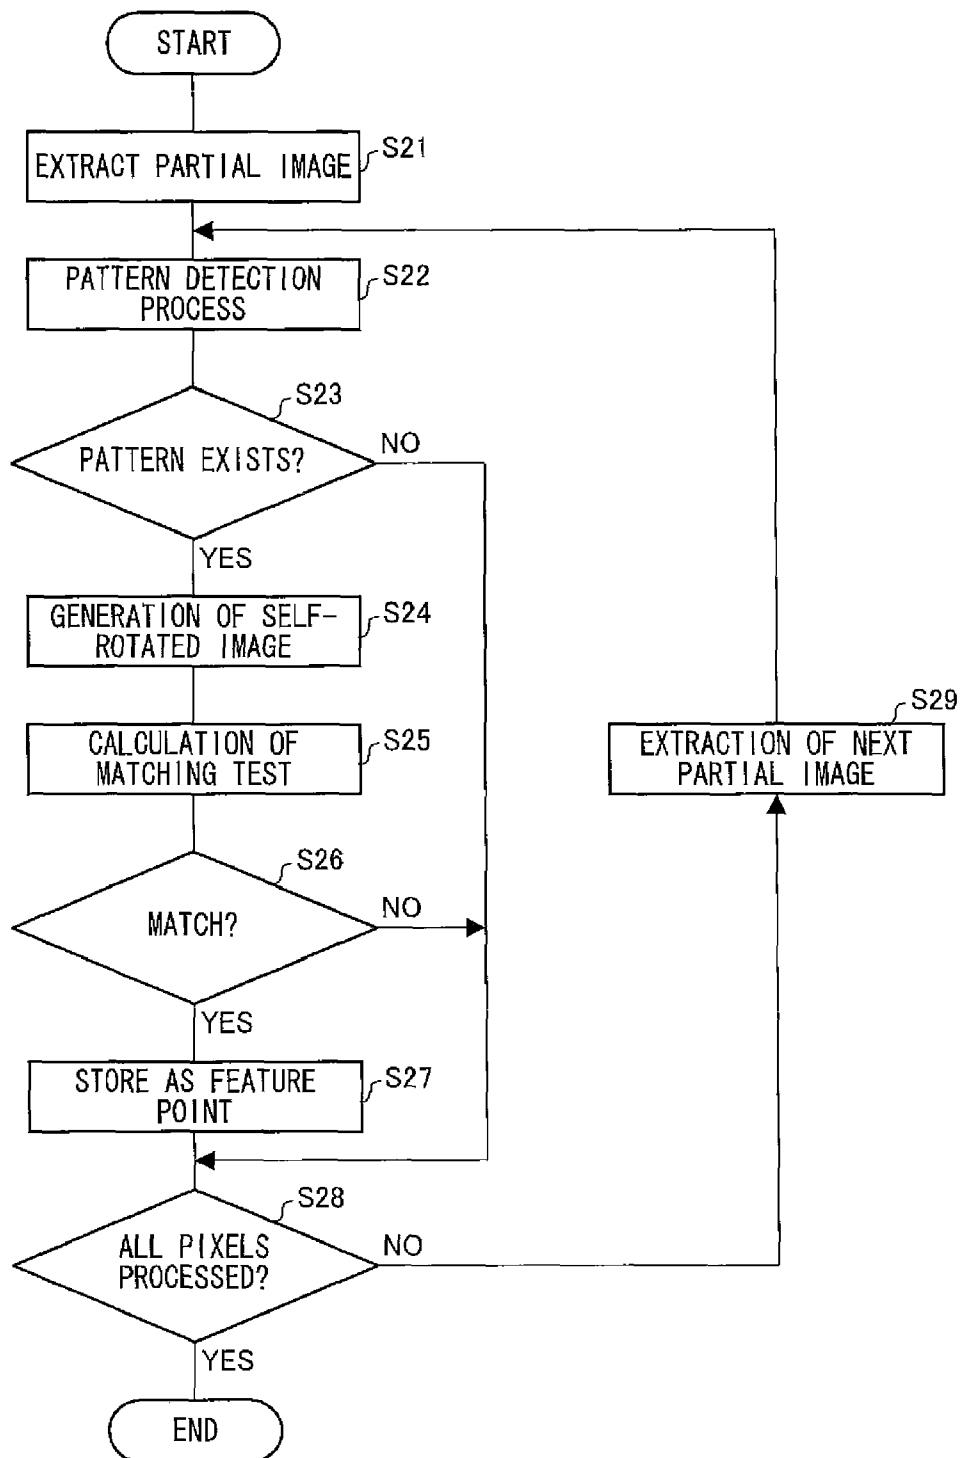 START
EXTRACT PARTIAL IMAGE
S21
PATTERN DETECTION
PROCESS
S22
PATTERN EXISTS?
S23
NO
YES
GENERATION OF SELF-
ROTATED IMAGE
S24
CALCULATION OF
MATCHING TEST
S25
S29
EXTRACTION OF NEXT
PARTIAL IMAGE
MATCH?
S26
NO
YES
STORE AS FEATURE
POINT
S27
ALL PIXELS
PROCESSED?
S28
NO
YES
END